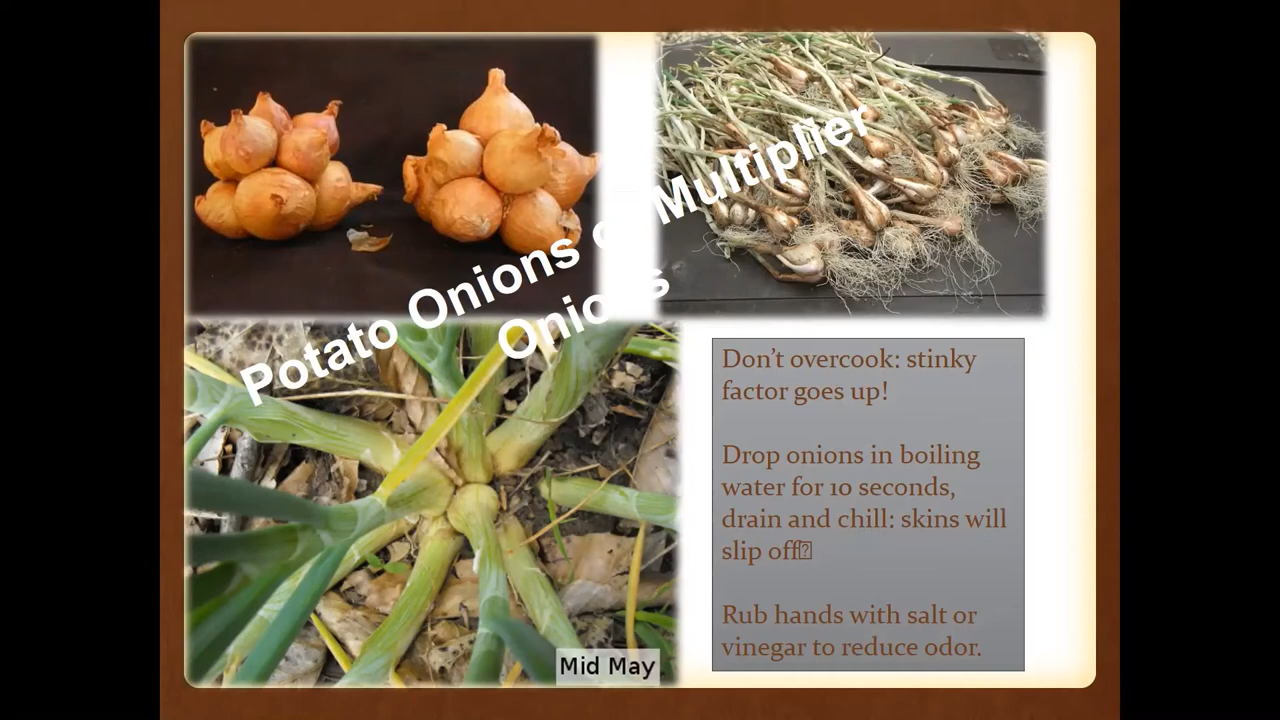 Potato Onions or Multiplier
Onions
Don't overcook: stinky
factor goes up!
Drop onions in boiling
water for 10 seconds,
drain and chill: skins will
slip off
Rub hands with salt or
vinegar to reduce odor.
Mid May